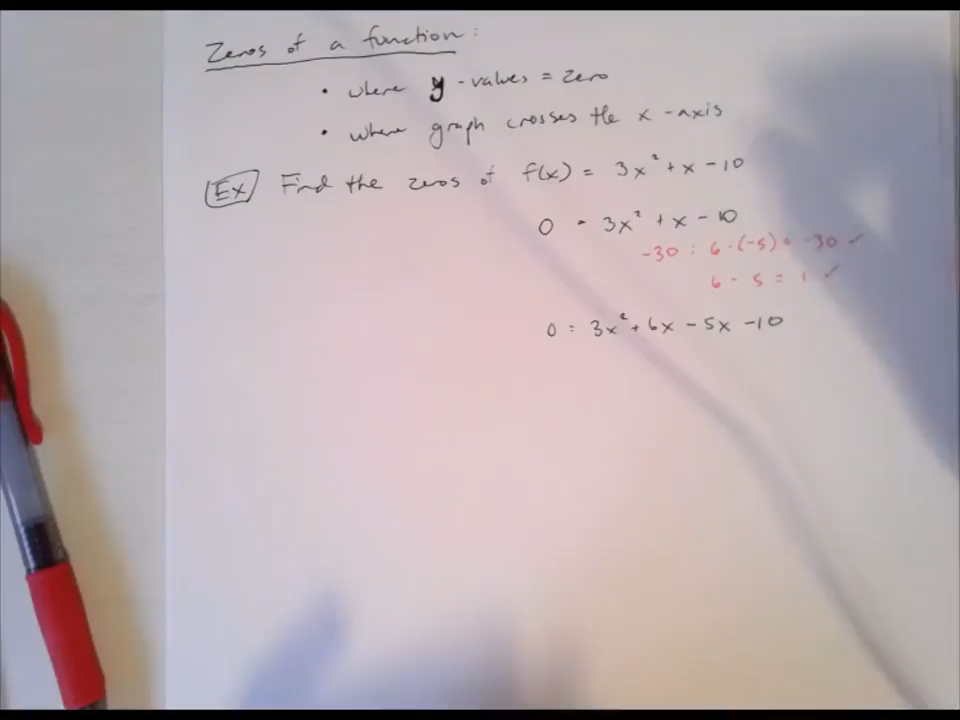 Zeros of a function:
• where y-values = zero
• where graph crosses the x-axis
Ex Find the zeros of f(x) = 3x² + x - 10
0 = 3x² + x - 10
-30 : 6 · (-5) = -30 ✓
6 - 5 = 1 ✓
0 = 3x² + 6x - 5x - 10